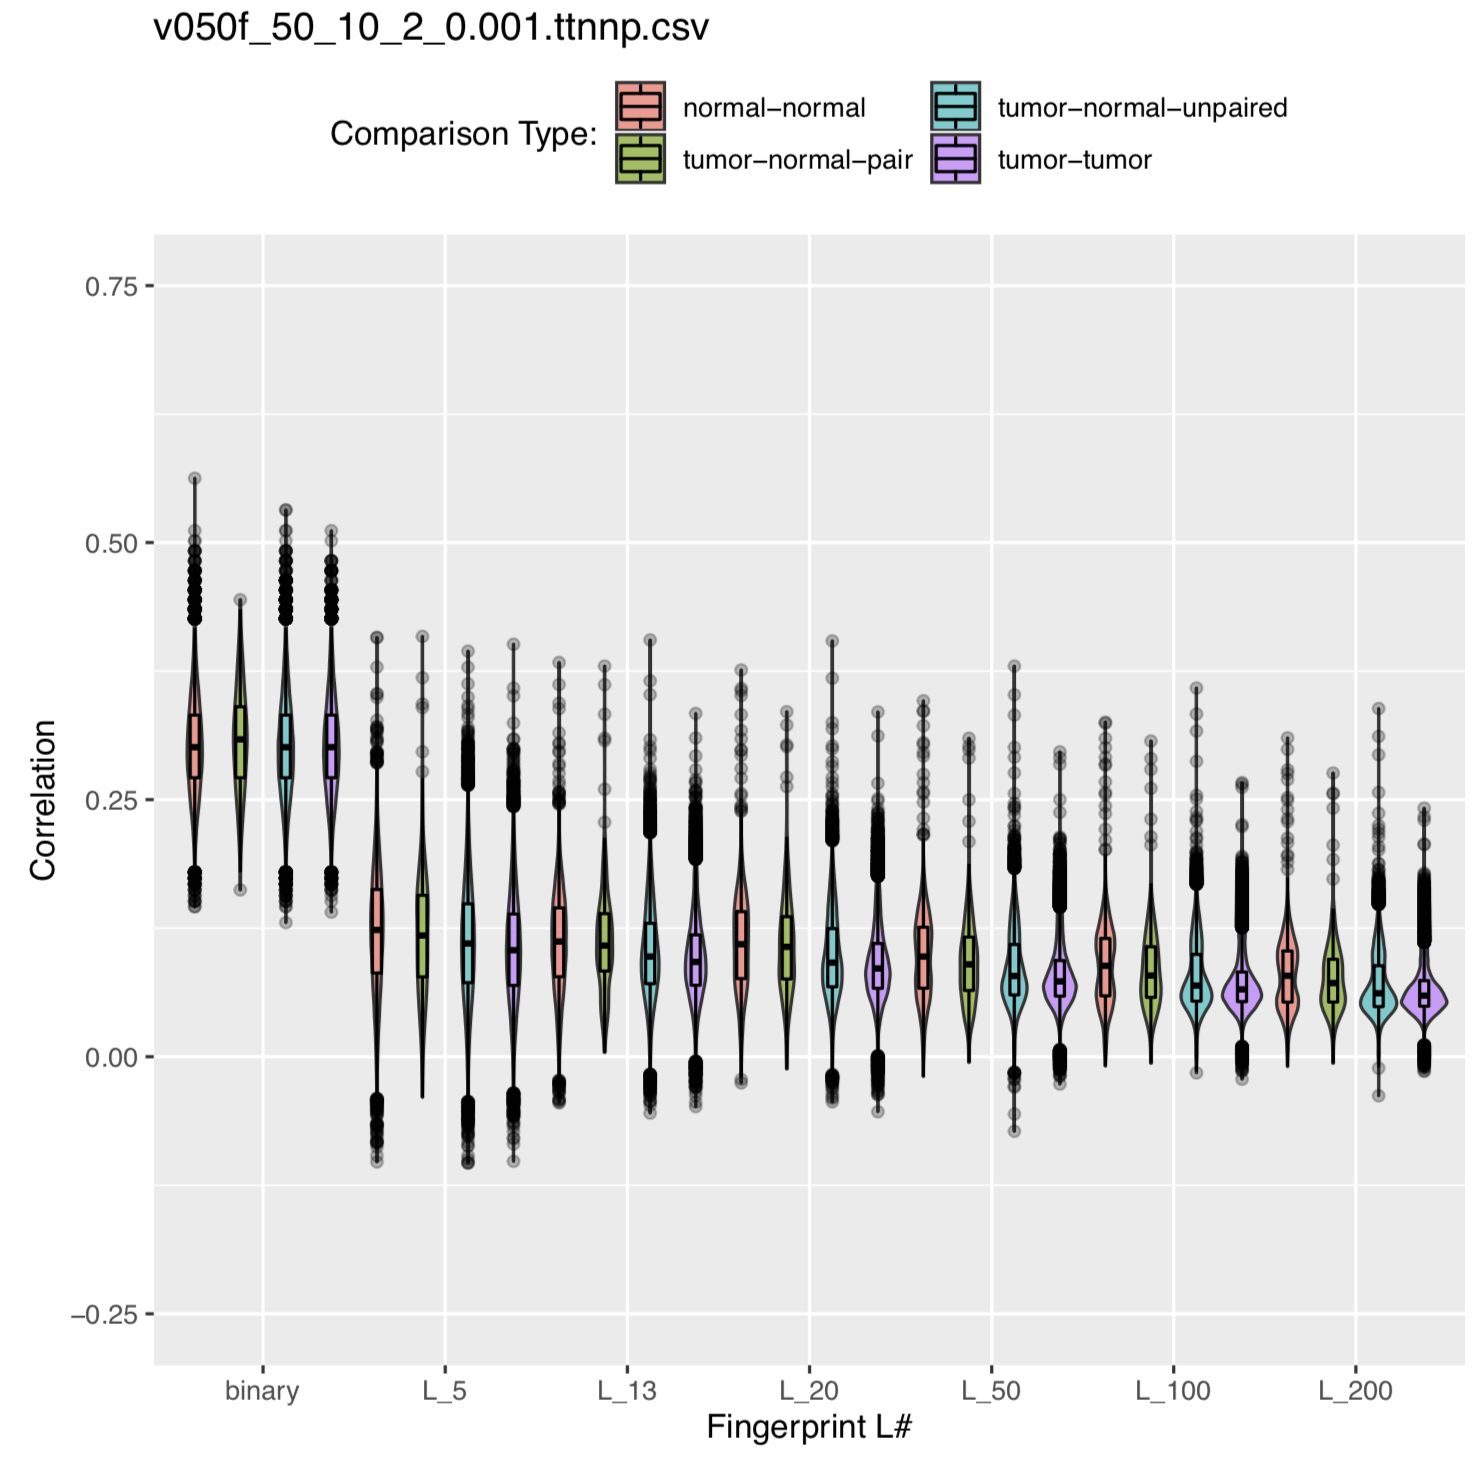 v050f_50_10_2_0.001.ttnnp.csv
Comparison Type:
normal−normal
tumor−normal−unpaired
tumor−normal−pair
tumor−tumor
Correlation
0.75
0.50
0.25
0.00
−0.25
binary L_5 L_13 L_20 L_50 L_100 L_200
Fingerprint L#